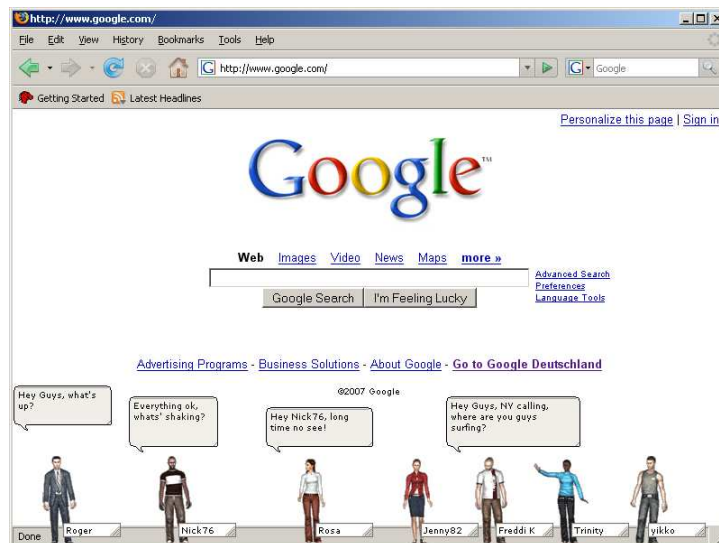 http://www.google.com/
File Edit View History Bookmarks Tools Help
G http://www.google.com/ G Google
Getting Started Latest Headlines
Personalize this page | Sign in
Google™
Web Images Video News Maps more »
Advanced Search
Preferences
Language Tools
Google Search I'm Feeling Lucky
Advertising Programs - Business Solutions - About Google - Go to Google Deutschland
©2007 Google
Hey Guys, what's
up?
Everything ok,
whats' shaking?
Hey Nick76, long
time no see!
Hey Guys, NY calling,
where are you guys
surfing?
Done Roger Nick76 Rosa Jenny82 Freddi K Trinity yikko